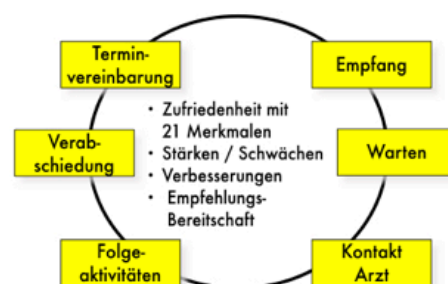 Termin-
vereinbarung
Empfang
· Zufriedenheit mit
21 Merkmalen
· Stärken / Schwächen
· Verbesserungen
· Empfehlungs-
Bereitschaft
Verab-
schiedung
Warten
Folge-
aktivitäten
Kontakt
Arzt